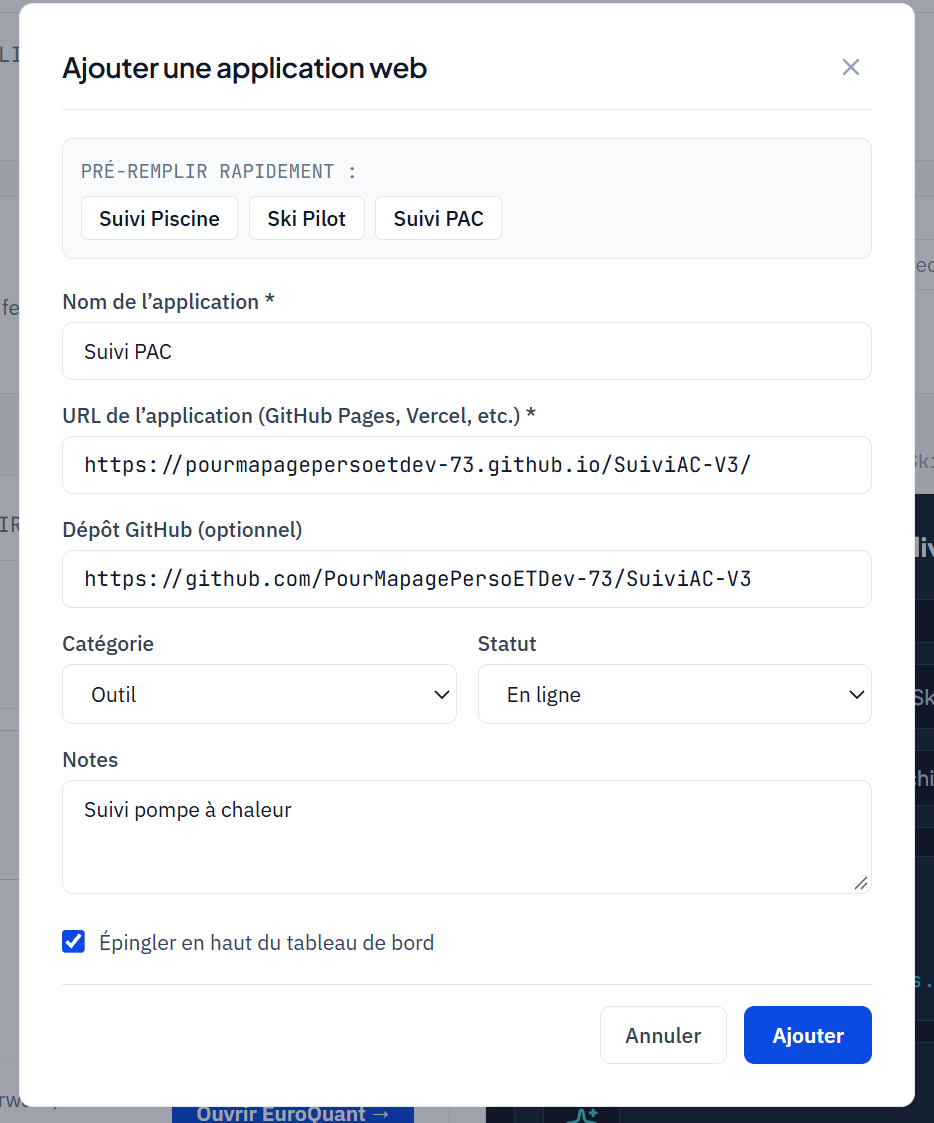 Ajouter une application web
PRÉ-REMPLIR RAPIDEMENT :
Suivi Piscine Ski Pilot Suivi PAC
Nom de l’application *
Suivi PAC
URL de l’application (GitHub Pages, Vercel, etc.) *
https://pourmapagepersoetdev-73.github.io/SuiviAC-V3/
Dépôt GitHub (optionnel)
https://github.com/PourMapagePersoETDev-73/SuiviAC-V3
Catégorie Statut
Outil En ligne
Notes
Suivi pompe à chaleur
Épingler en haut du tableau de bord
Annuler Ajouter
Ouvrir EuroQuant →